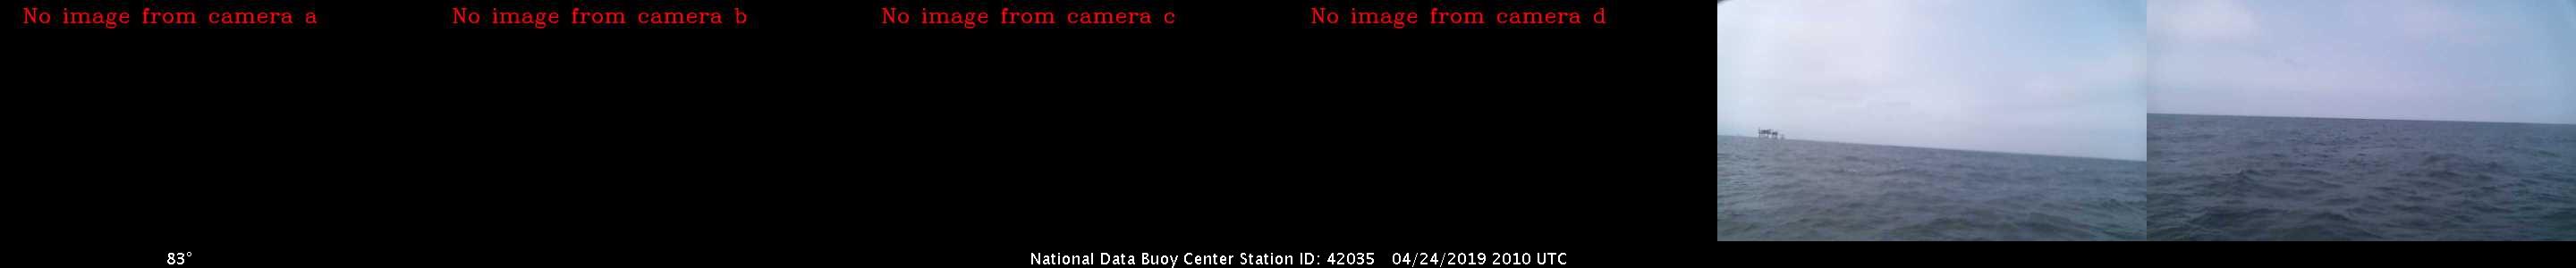 No image from camera a
No image from camera b
No image from camera c
No image from camera d
83°
National Data Buoy Center Station ID: 42035 04/24/2019 2010 UTC